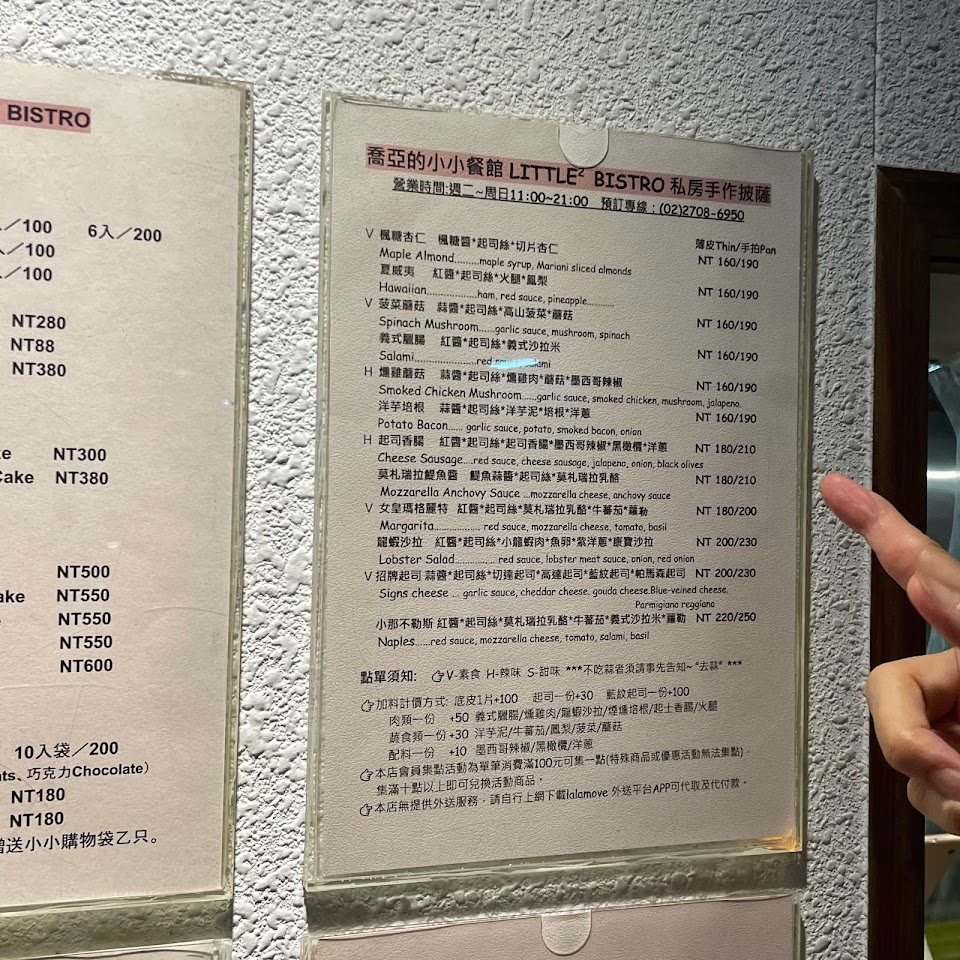 BISTRO
／100 6入／200
／100
／100
NT280
NT88
NT380
NT300
Cake NT380
NT500
NT550
NT550
NT550
NT600
10入袋／200
巧克力Chocolate）
NT180
NT180
贈送小小購物袋乙只。
喬亞的小小餐館 LITTLE² BISTRO 私房手作披薩
營業時間:週二~周日11:00~21:00 預訂專線：(02)2708-6950
薄皮Thin/手拍Pan
V 楓糖杏仁 楓糖醬*起司絲*切片杏仁
Maple Almond.........maple syrup, Mariani sliced almonds NT 160/190
夏威夷 紅醬*起司絲*火腿*鳳梨
Hawaiian..................ham, red sauce, pineapple............ NT 160/190
V 菠菜蘑菇 蒜醬*起司絲*高山菠菜*蘑菇
Spinach Mushroom......garlic sauce, mushroom, spinach NT 160/190
義式臘腸 紅醬*起司絲*義式沙拉米
Salami......................red sauce, salami NT 160/190
H 燻雞蘑菇 蒜醬*起司絲*燻雞肉*蘑菇*墨西哥辣椒 NT 160/190
Smoked Chicken Mushroom.....garlic sauce, smoked chicken, mushroom, jalapeno.
洋芋培根 蒜醬*起司絲*洋芋泥*培根*洋蔥 NT 160/190
Potato Bacon...... garlic sauce, potato, smoked bacon, onion
H 起司香腸 紅醬*起司絲*起司香腸*墨西哥辣椒*黑橄欖*洋蔥 NT 180/210
Cheese Sausage....red sauce, cheese sausage, jalapeno, onion, black olives
莫札瑞拉鯷魚醬 鯷魚蒜醬*起司絲*莫札瑞拉乳酪 NT 180/210
Mozzarella Anchovy Sauce ...mozzarella cheese, anchovy sauce
V 女皇瑪格麗特 紅醬*起司絲*莫札瑞拉乳酪*牛蕃茄*蘿勒 NT 180/200
Margarita................. red sauce, mozzarella cheese, tomato, basil
龍蝦沙拉 紅醬*起司絲*小龍蝦肉*魚卵*紫洋蔥*康寶沙拉 NT 200/230
Lobster Salad............... red sauce, lobster meat sauce, onion, red onion
V 招牌起司 蒜醬*起司絲*切達起司*高達起司*藍紋起司*帕馬森起司 NT 200/230
Signs cheese ... garlic sauce, cheddar cheese. gouda cheese.Blue-veined cheese.
Parmigiano reggiano
小那不勒斯 紅醬*起司絲*莫札瑞拉乳酪*牛蕃茄*義式沙拉米*蘿勒 NT 220/250
Naples.....red sauce, mozzarella cheese, tomato, salami, basil
點單須知: V-素食 H-辣味 S-甜味 ***不吃蒜者須請事先告知~ "去蒜" ***
加料計價方式: 底皮1片+100 起司一份+30 藍紋起司一份+100
肉類一份 +50 義式臘腸/燻雞肉/龍蝦沙拉/煙燻培根/起士香腸/火腿
蔬食類一份+30 洋芋泥/牛蕃茄/鳳梨/菠菜/蘑菇
配料一份 +10 墨西哥辣椒/黑橄欖/洋蔥
本店會員集點活動為單筆消費滿100元可集一點(特殊商品或優惠活動無法集點)，
集滿十點以上即可兌換活動商品。
本店無提供外送服務，請自行上網下載lalamove 外送平台APP可代取及代付款。